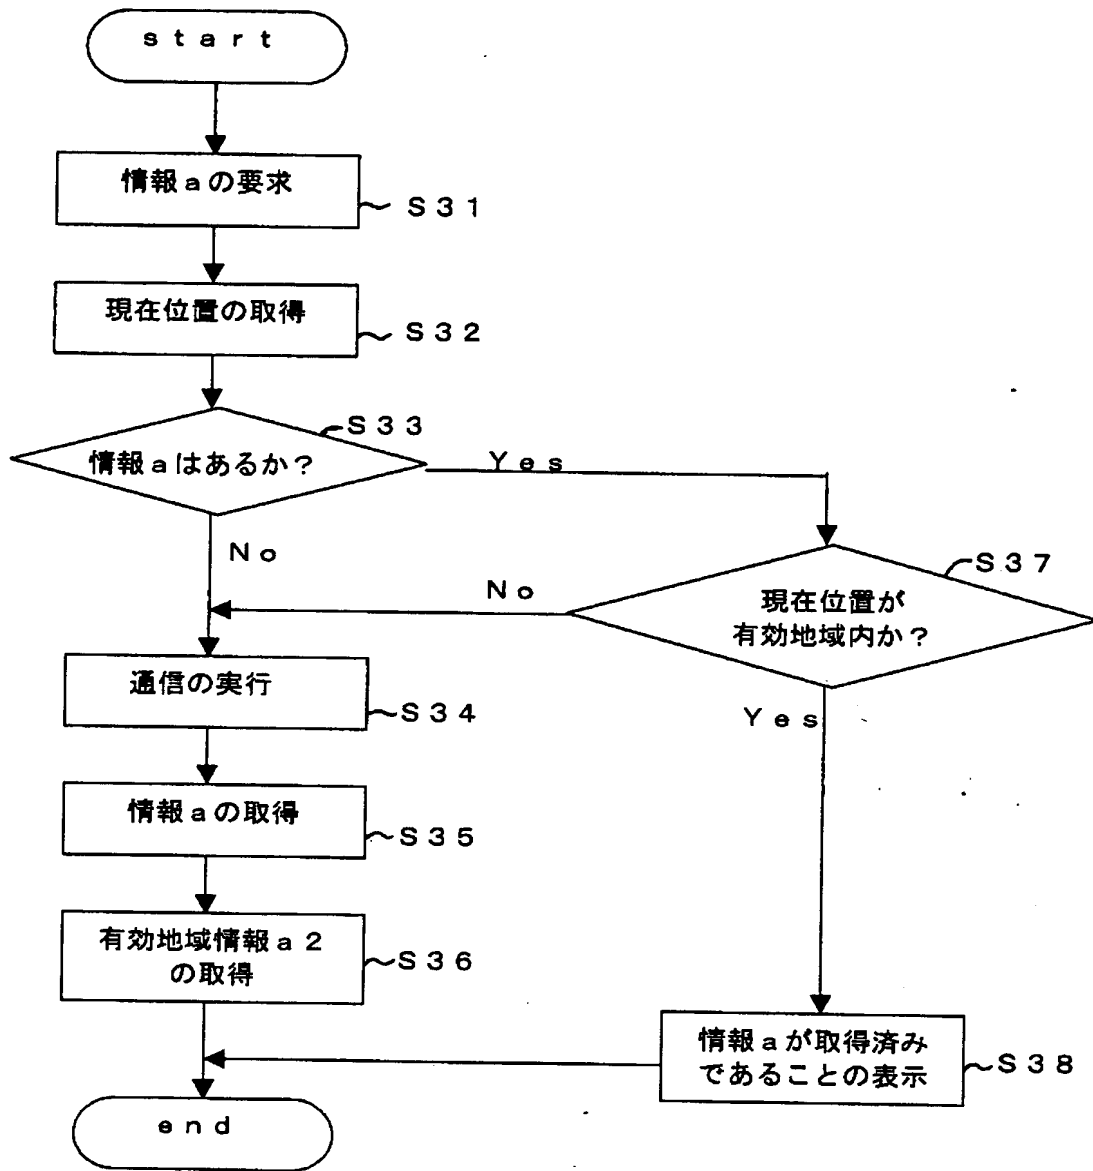 start
情報aの要求
S31
現在位置の取得
S32
S33
情報aはあるか?
Yes
No
S37
現在位置が
有効地域内か?
No
Yes
通信の実行
S34
情報aの取得
S35
有効地域情報a2
の取得
S36
情報aが取得済み
であることの表示
S38
end